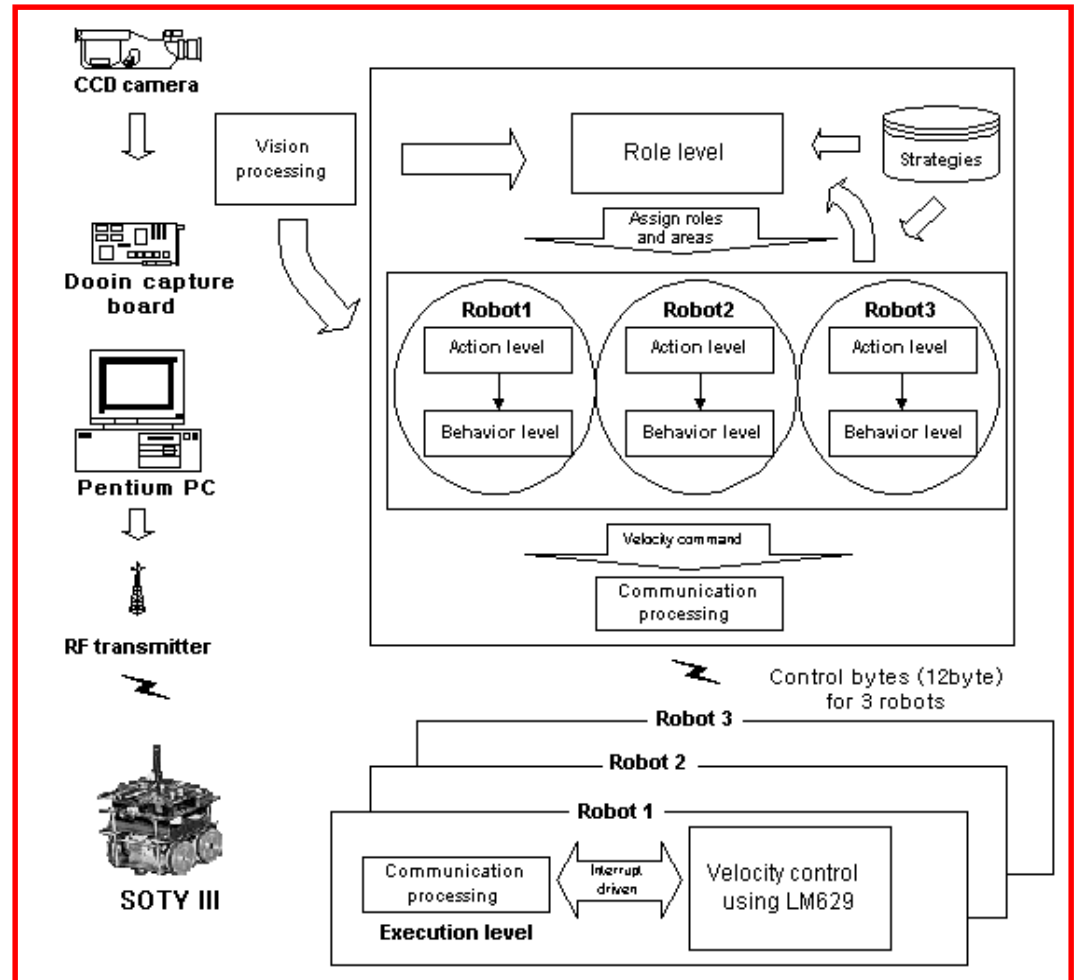 CCD camera
Dooin capture
board
Pentium PC
RF transmitter
SOTY III
Vision
processing
Role level
Strategies
Assign roles
and areas
Robot1
Action level
Behavior level
Robot2
Action level
Behavior level
Robot3
Action level
Behavior level
Velocity command
Communication
processing
Control bytes (12byte)
for 3 robots
Robot 3
Robot 2
Robot 1
Communication
processing
Execution level
Interrupt
driven
Velocity control
using LM629